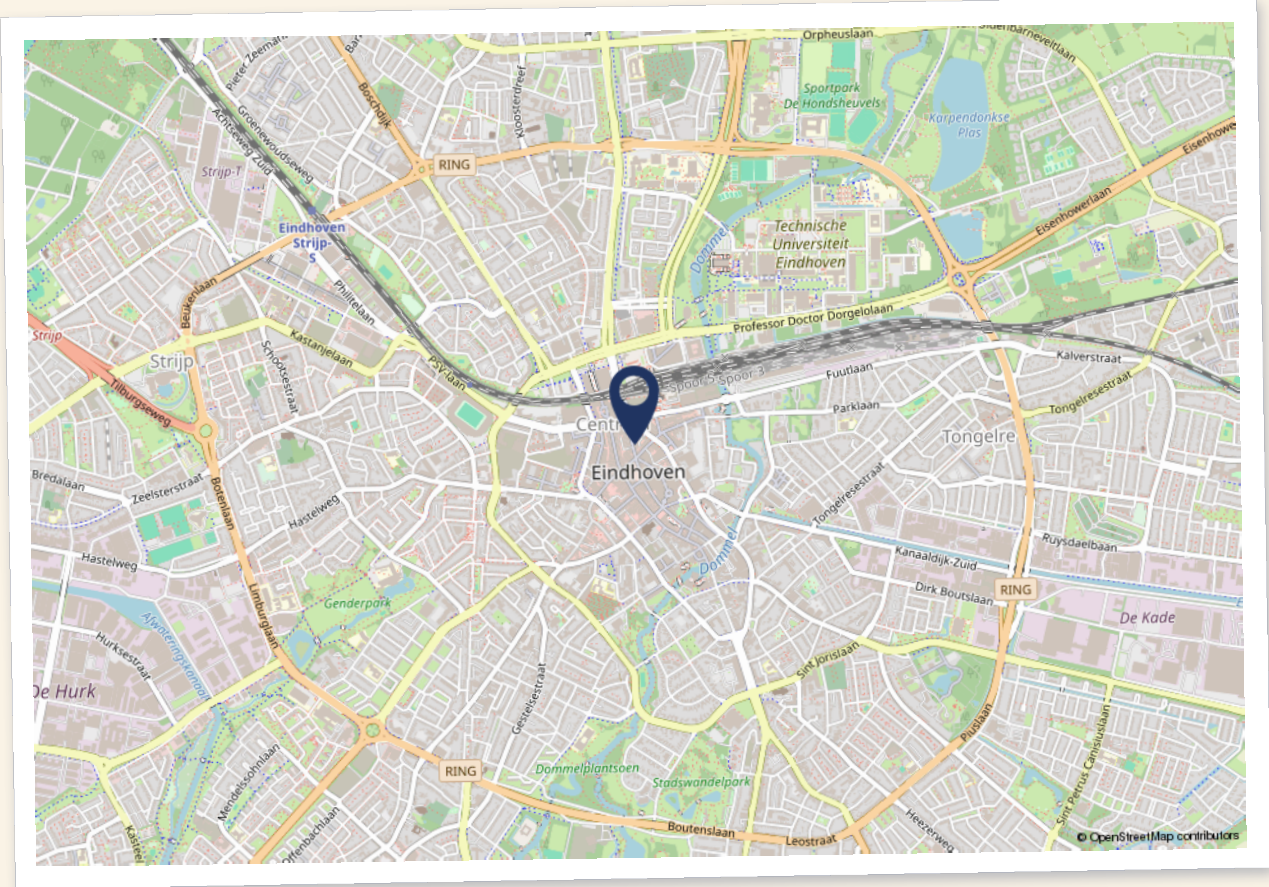 Orpheuslaan
Pieter Zeeman
Boschdijk
Kloosterdreef
Sportpark
De Hondsheuvels
Karpendonkse
Plas
Groenewoudseweg
Achtseweg Zuid
Strijp-T
RING
Eisenhowe
Eisenhowerlaan
Eindhoven
Strijp-
S
Technische
Universiteit
Eindhoven
Dommel
Beukenlaan
Philitelaan
Professor Doctor Dorgelolaan
Strijp
Strijp
Kastanjelaan
Schootsestraat
PSV-laan
Spoor 5
Spoor 3
Fuutlaan
Kalverstraat
Tilburgseweg
Parklaan
Tongelresestraat
Tongelre
Eindhoven
Bredalaan
Zeelsterstraat
Botenlaan
Hastelweg
Tongelresestraat
Dommel
Kanaaldijk-Zuid
Ruysdaelbaan
Hastelweg
Limburglaan
Genderpark
Dirk Boutslaan
RING
De Kade
Afwateringskanaal
Hurksestraat
Sint Jorislaan
De Hurk
Gestelsestraat
Piuslaan
Sint Petrus Canisiuslaan
Mendelssohnlaan
RING
Dommelplantsoen
Stadswandelpark
Offenbachlaan
Boutenslaan
Leostraat
Heezerweg
© OpenStreetMap contributors